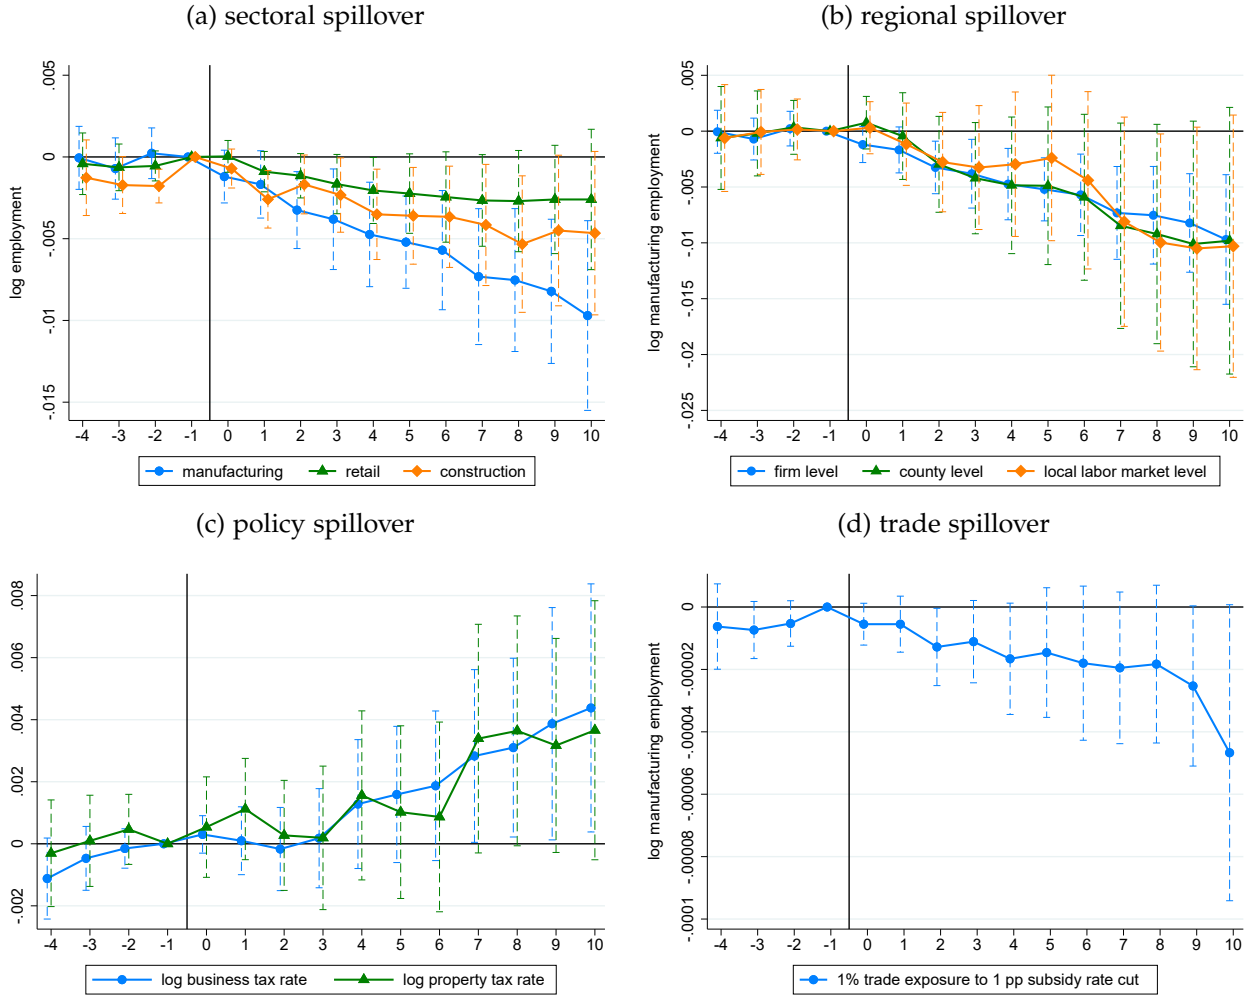 (a) sectoral spillover
.005
0
-.005
-.01
-.015
log employment
-4 -3 -2 -1 0 1 2 3 4 5 6 7 8 9 10
manufacturing retail construction
(b) regional spillover
.005
0
-.005
-.01
-.015
-.02
-.025
log manufacturing employment
-4 -3 -2 -1 0 1 2 3 4 5 6 7 8 9 10
firm level county level local labor market level
(c) policy spillover
.008
.006
.004
.002
0
-.002
-4 -3 -2 -1 0 1 2 3 4 5 6 7 8 9 10
log business tax rate log property tax rate
(d) trade spillover
0
-.00002
-.00004
-.00006
-.00008
-.0001
log manufacturing employment
-4 -3 -2 -1 0 1 2 3 4 5 6 7 8 9 10
1% trade exposure to 1 pp subsidy rate cut